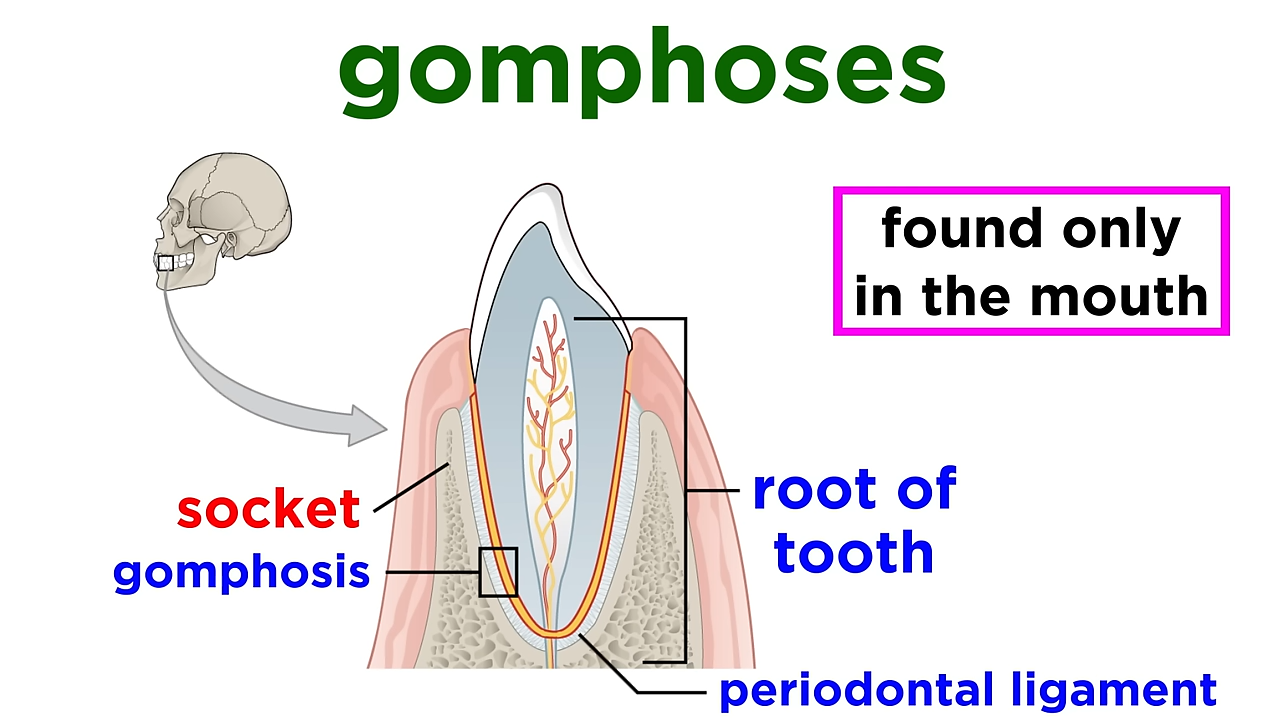 gomphoses
found only
in the mouth
socket
gomphosis
root of
tooth
periodontal ligament